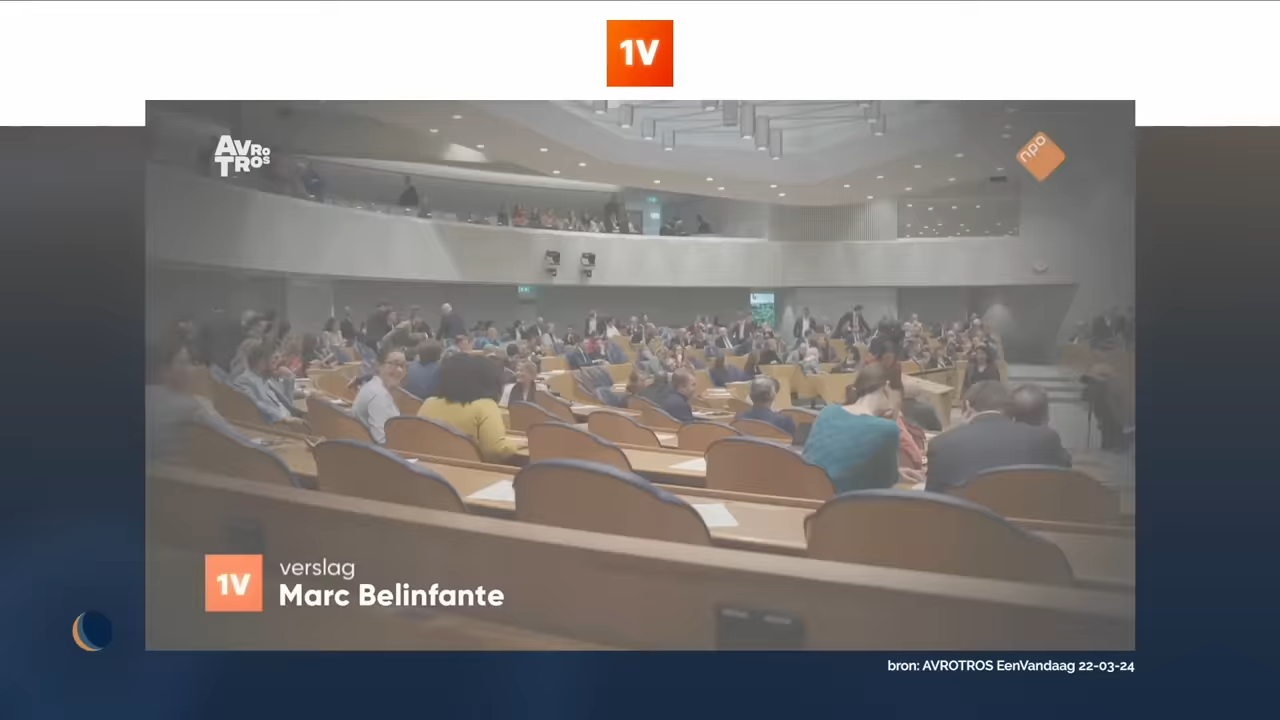 1V
AVRO
TROS
npo
1V
verslag
Marc Belinfante
bron: AVROTROS EenVandaag 22-03-24